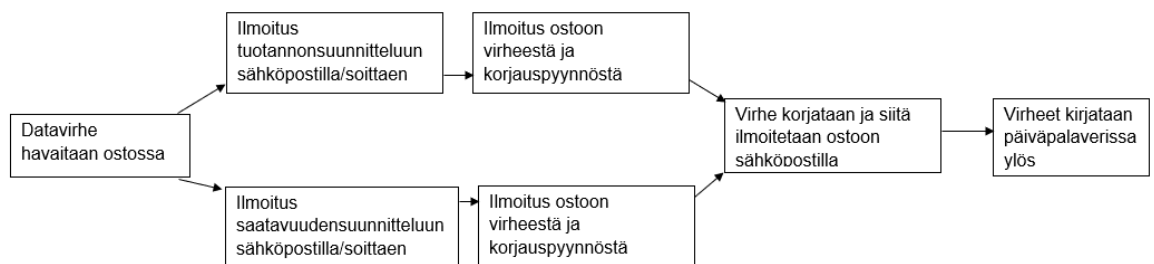 Datavirhe
havaitaan ostossa
Ilmoitus
tuotannonsuunnitteluun
sähköpostilla/soittaen
Ilmoitus ostoon
virheestä ja
korjauspyynnöstä
Ilmoitus
saatavuudensuunnitteluun
sähköpostilla/soittaen
Ilmoitus ostoon
virheestä ja
korjauspyynnöstä
Virhe korjataan ja siitä
ilmoitetaan ostoon
sähköpostilla
Virheet kirjataan
päiväpalaverissa
ylös